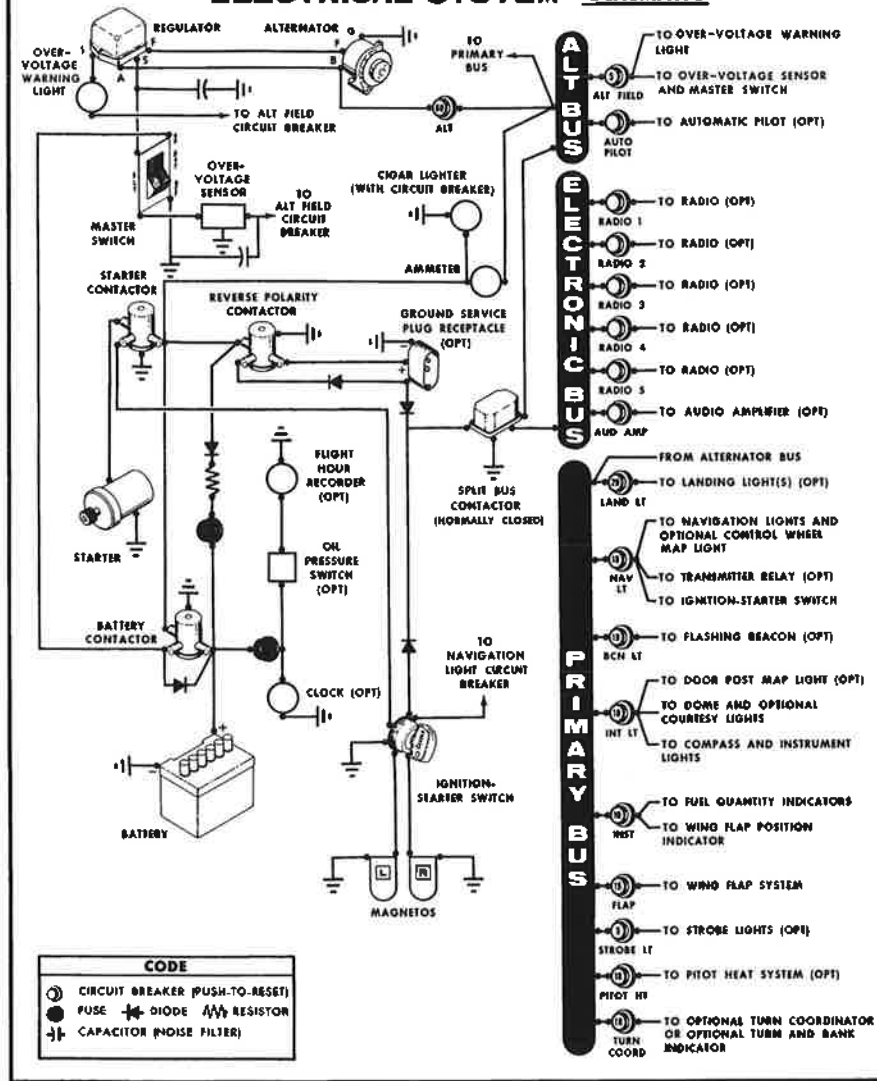 ELECTRICAL SYSTEM
REGULATOR
ALTERNATOR
G
F
F
S
A
B
OVER-
VOLTAGE
WARNING
LIGHT
TO ALT FIELD
CIRCUIT BREAKER
TO
PRIMARY
BUS
60
ALT
OVER-
VOLTAGE
SENSOR
TO
ALT FIELD
CIRCUIT
BREAKER
MASTER
SWITCH
CIGAR LIGHTER
(WITH CIRCUIT BREAKER)
AMMETER
STARTER
CONTACTOR
REVERSE POLARITY
CONTACTOR
GROUND SERVICE
PLUG RECEPTACLE
(OPT)
-
+
FLIGHT
HOUR
RECORDER
(OPT)
SPLIT BUS
CONTACTOR
(NORMALLY CLOSED)
STARTER
OIL
PRESSURE
SWITCH
(OPT)
BATTERY
CONTACTOR
TO
NAVIGATION
LIGHT CIRCUIT
BREAKER
CLOCK (OPT)
+
-
BATTERY
IGNITION-
STARTER SWITCH
L
R
MAGNETOS
ALT BUS
TO OVER-VOLTAGE WARNING
LIGHT
5
ALT FIELD
TO OVER-VOLTAGE SENSOR
AND MASTER SWITCH
AUTO
PILOT
TO AUTOMATIC PILOT (OPT)
ELECTRONIC BUS
RADIO 1
TO RADIO (OPT)
RADIO 2
TO RADIO (OPT)
RADIO 3
TO RADIO (OPT)
RADIO 4
TO RADIO (OPT)
RADIO 5
TO RADIO (OPT)
AUD AMP
TO AUDIO AMPLIFIER (OPT)
PRIMARY BUS
FROM ALTERNATOR BUS
LAND LT
TO LANDING LIGHT(S) (OPT)
NAV
LT
TO NAVIGATION LIGHTS AND
OPTIONAL CONTROL WHEEL
MAP LIGHT
TO TRANSMITTER RELAY (OPT)
TO IGNITION-STARTER SWITCH
BCN LT
TO FLASHING BEACON (OPT)
INT LT
TO DOOR POST MAP LIGHT (OPT)
TO DOME AND OPTIONAL
COURTESY LIGHTS
TO COMPASS AND INSTRUMENT
LIGHTS
10
INST
TO FUEL QUANTITY INDICATORS
TO WING FLAP POSITION
INDICATOR
15
FLAP
TO WING FLAP SYSTEM
5
STROBE LT
TO STROBE LIGHTS (OPT)
10
PITOT HT
TO PITOT HEAT SYSTEM (OPT)
10
TURN
COORD
TO OPTIONAL TURN COORDINATOR
OR OPTIONAL TURN AND BANK
INDICATOR
CODE
CIRCUIT BREAKER (PUSH-TO-RESET)
FUSE DIODE RESISTOR
CAPACITOR (NOISE FILTER)